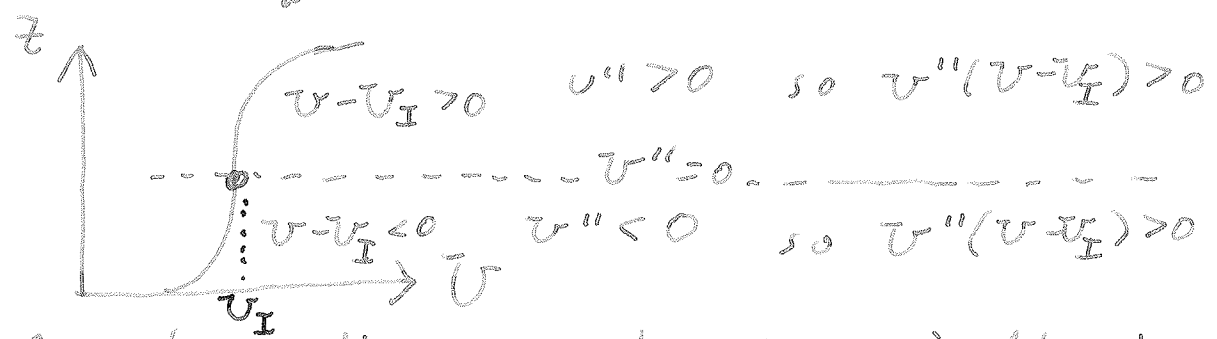 z
U - U_I > 0 U'' > 0 so U''(U - U_I) > 0
U'' = 0
U - U_I < 0 U'' < 0 so U''(U - U_I) > 0
U
U_I